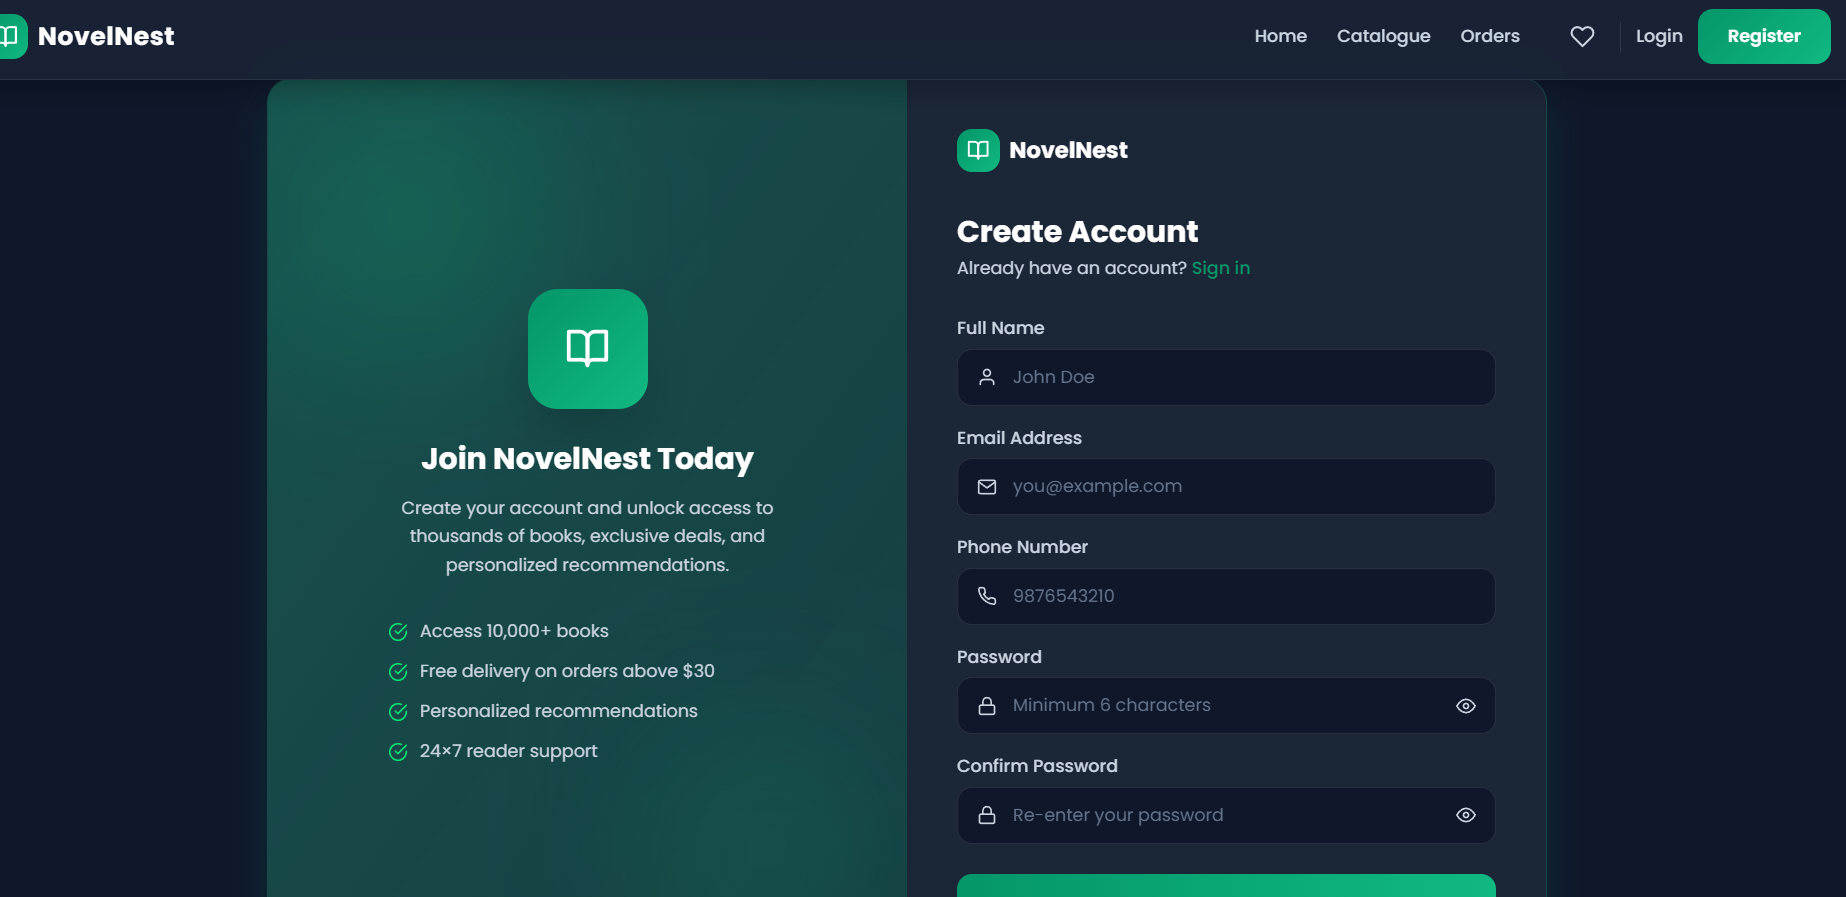 NovelNest
Home
Catalogue
Orders
Login
Register
Join NovelNest Today
Create your account and unlock access to
thousands of books, exclusive deals, and
personalized recommendations.
Access 10,000+ books
Free delivery on orders above $30
Personalized recommendations
24×7 reader support
NovelNest
Create Account
Already have an account? Sign in
Full Name
John Doe
Email Address
you@example.com
Phone Number
9876543210
Password
Minimum 6 characters
Confirm Password
Re-enter your password